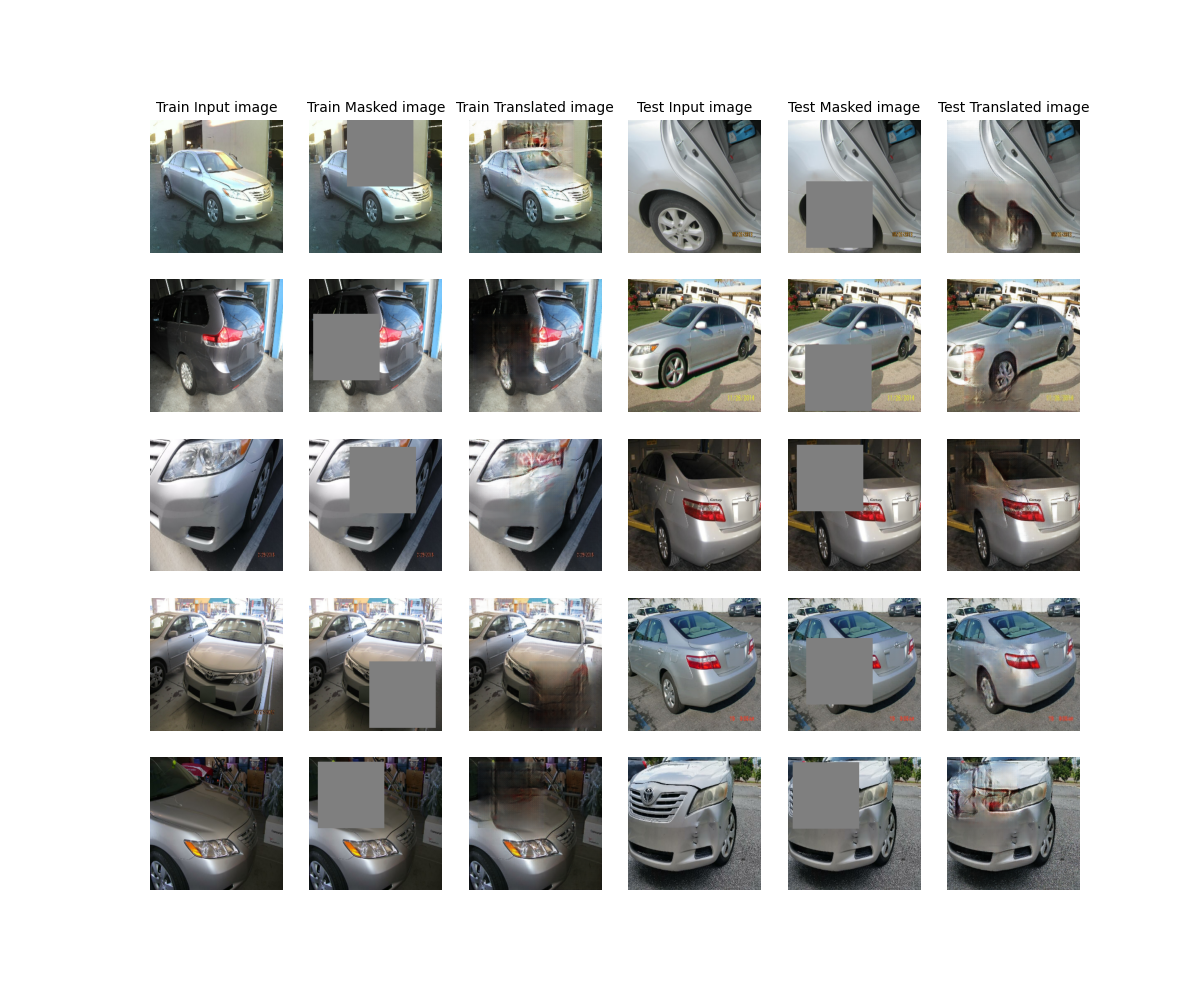 Train Input image
Train Masked image
Train Translated image
Test Input image
Test Masked image
Test Translated image